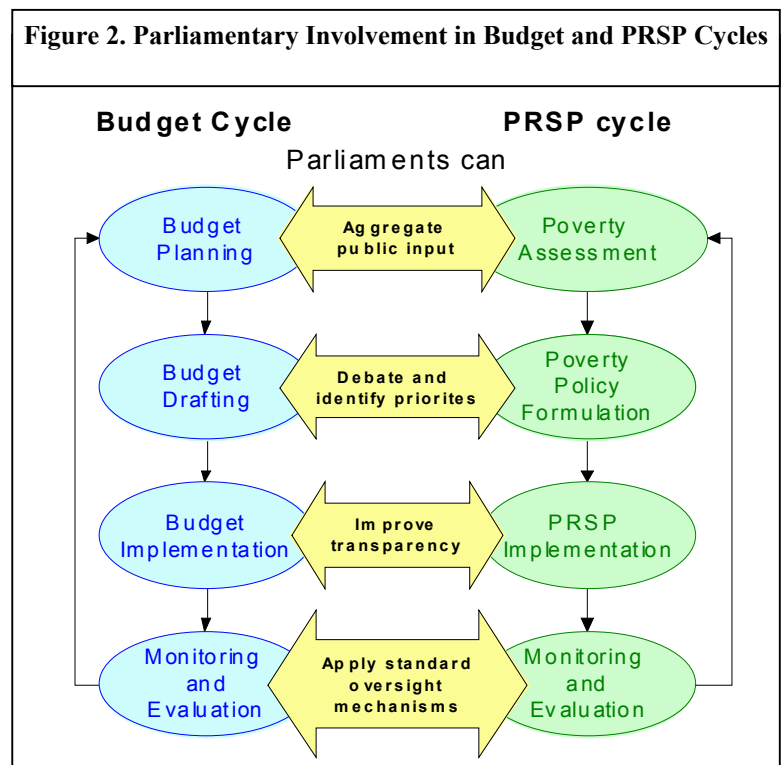 Figure 2. Parliamentary Involvement in Budget and PRSP Cycles
Budget Cycle
PRSP cycle
Parliaments can
Budget
Planning
Aggregate
public input
Poverty
Assessment
Budget
Drafting
Debate and
identify priorites
Poverty
Policy
Formulation
Budget
Implementation
Improve
transparency
PRSP
Implementation
Monitoring
and
Evaluation
Apply standard
oversight
mechanisms
Monitoring
and
Evaluation